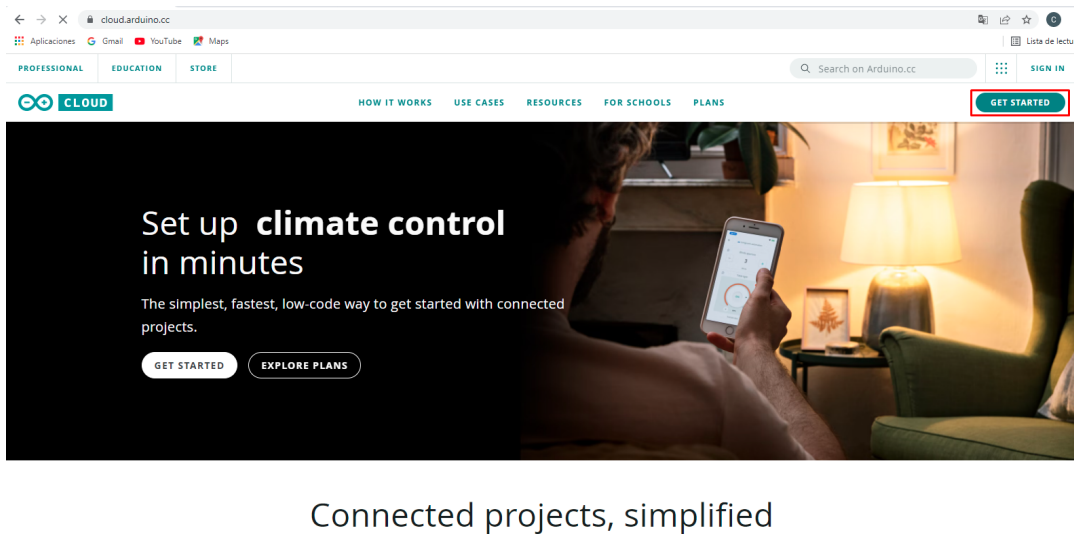 cloud.arduino.cc
Aplicaciones Gmail YouTube Maps Lista de lectu
PROFESSIONAL EDUCATION STORE Search on Arduino.cc SIGN IN
CLOUD HOW IT WORKS USE CASES RESOURCES FOR SCHOOLS PLANS GET STARTED
Set up climate control
in minutes
The simplest, fastest, low-code way to get started with connected
projects.
GET STARTED EXPLORE PLANS
Connected projects, simplified